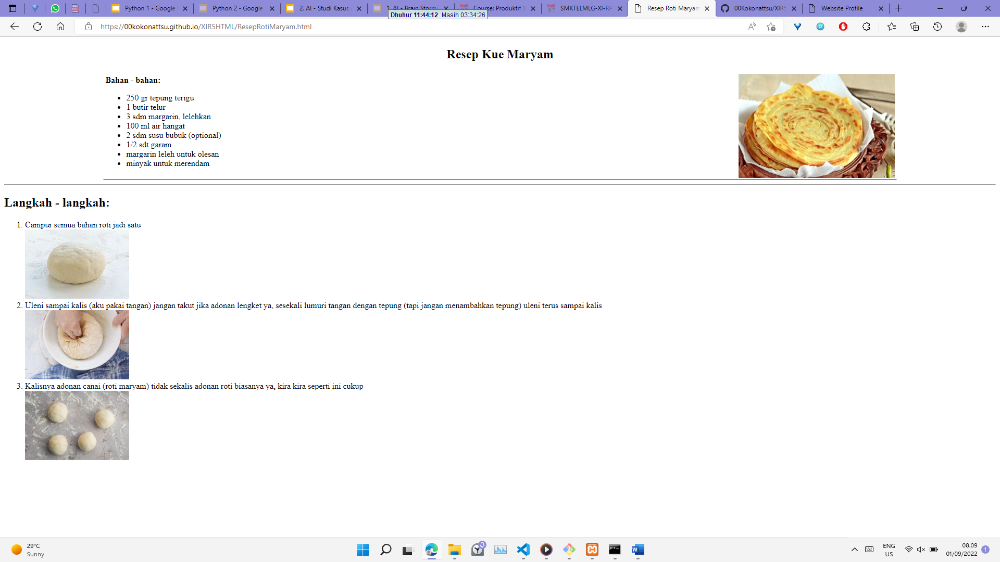 Python 1 - Google
Python 2 - Google
2. AI - Studi Kasus
1. AI - Brain Storm
Course: Produktif X
SMKTELMLG-XI-RP
Resep Roti Maryam
00Kokonattsu/XIR5
Website Profile
Dhuhur 11:44:12 Masih 03:34:26
https://00kokonattsu.github.io/XIR5HTML/ResepRotiMaryam.html
Resep Kue Maryam
Bahan - bahan:
250 gr tepung terigu
1 butir telur
3 sdm margarin, lelehkan
100 ml air hangat
2 sdm susu bubuk (optional)
1/2 sdt garam
margarin leleh untuk olesan
minyak untuk merendam
Langkah - langkah:
1. Campur semua bahan roti jadi satu
2. Uleni sampai kalis (aku pakai tangan) jangan takut jika adonan lengket ya, sesekali lumuri tangan dengan tepung (tapi jangan menambahkan tepung) uleni terus sampai kalis
3. Kalisnya adonan canai (roti maryam) tidak sekalis adonan roti biasanya ya, kira kira seperti ini cukup
29°C
Sunny
ENG
US
08.09
01/09/2022
1